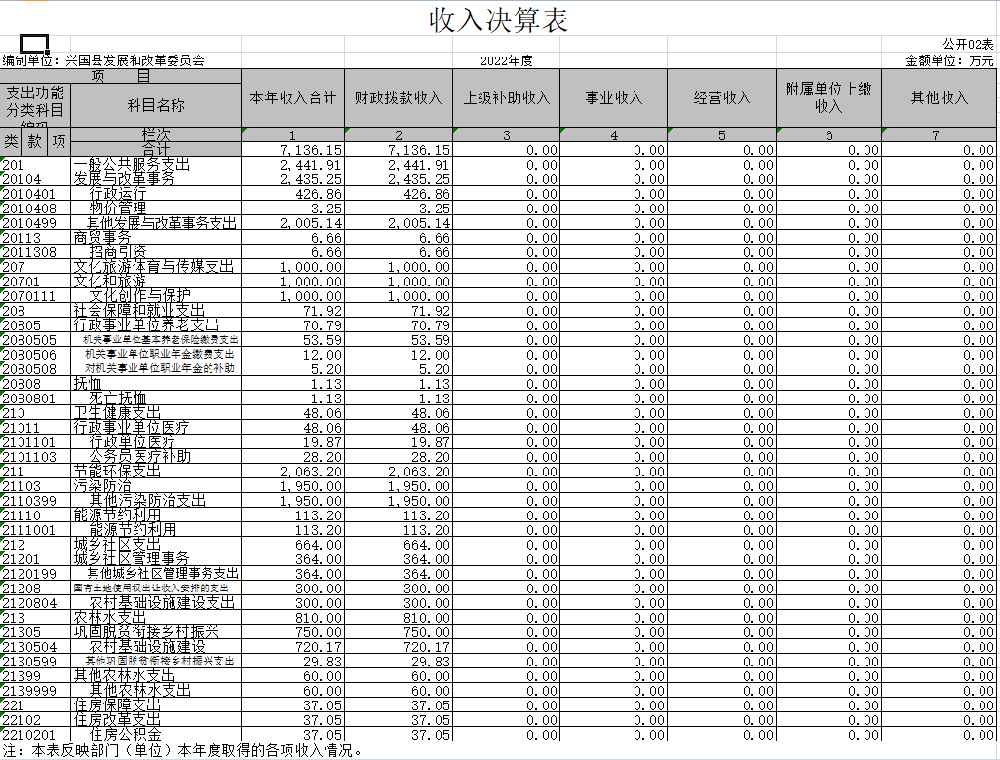 收入决算表
公开02表
编制单位：兴国县发展和改革委员会 2022年度 金额单位：万元
项 目 本年收入合计 财政拨款收入 上级补助收入 事业收入 经营收入 附属单位上缴收入 其他收入
支出功能分类科目编码 科目名称
类 款 项 栏次 1 2 3 4 5 6 7
合计 7,136.15 7,136.15 0.00 0.00 0.00 0.00 0.00
201 一般公共服务支出 2,441.91 2,441.91 0.00 0.00 0.00 0.00 0.00
20104 发展与改革事务 2,435.25 2,435.25 0.00 0.00 0.00 0.00 0.00
2010401 行政运行 426.86 426.86 0.00 0.00 0.00 0.00 0.00
2010408 物价管理 3.25 3.25 0.00 0.00 0.00 0.00 0.00
2010499 其他发展与改革事务支出 2,005.14 2,005.14 0.00 0.00 0.00 0.00 0.00
20113 商贸事务 6.66 6.66 0.00 0.00 0.00 0.00 0.00
2011308 招商引资 6.66 6.66 0.00 0.00 0.00 0.00 0.00
207 文化旅游体育与传媒支出 1,000.00 1,000.00 0.00 0.00 0.00 0.00 0.00
20701 文化和旅游 1,000.00 1,000.00 0.00 0.00 0.00 0.00 0.00
2070111 文化创作与保护 1,000.00 1,000.00 0.00 0.00 0.00 0.00 0.00
208 社会保障和就业支出 71.92 71.92 0.00 0.00 0.00 0.00 0.00
20805 行政事业单位养老支出 70.79 70.79 0.00 0.00 0.00 0.00 0.00
2080505 机关事业单位基本养老保险缴费支出 53.59 53.59 0.00 0.00 0.00 0.00 0.00
2080506 机关事业单位职业年金缴费支出 12.00 12.00 0.00 0.00 0.00 0.00 0.00
2080508 对机关事业单位职业年金的补助 5.20 5.20 0.00 0.00 0.00 0.00 0.00
20808 抚恤 1.13 1.13 0.00 0.00 0.00 0.00 0.00
2080801 死亡抚恤 1.13 1.13 0.00 0.00 0.00 0.00 0.00
210 卫生健康支出 48.06 48.06 0.00 0.00 0.00 0.00 0.00
21011 行政事业单位医疗 48.06 48.06 0.00 0.00 0.00 0.00 0.00
2101101 行政单位医疗 19.87 19.87 0.00 0.00 0.00 0.00 0.00
2101103 公务员医疗补助 28.20 28.20 0.00 0.00 0.00 0.00 0.00
211 节能环保支出 2,063.20 2,063.20 0.00 0.00 0.00 0.00 0.00
21103 污染防治 1,950.00 1,950.00 0.00 0.00 0.00 0.00 0.00
2110399 其他污染防治支出 1,950.00 1,950.00 0.00 0.00 0.00 0.00 0.00
21110 能源节约利用 113.20 113.20 0.00 0.00 0.00 0.00 0.00
2111001 能源节约利用 113.20 113.20 0.00 0.00 0.00 0.00 0.00
212 城乡社区支出 664.00 664.00 0.00 0.00 0.00 0.00 0.00
21201 城乡社区管理事务 364.00 364.00 0.00 0.00 0.00 0.00 0.00
2120199 其他城乡社区管理事务支出 364.00 364.00 0.00 0.00 0.00 0.00 0.00
21208 国有土地使用权出让收入安排的支出 300.00 300.00 0.00 0.00 0.00 0.00 0.00
2120804 农村基础设施建设支出 300.00 300.00 0.00 0.00 0.00 0.00 0.00
213 农林水支出 810.00 810.00 0.00 0.00 0.00 0.00 0.00
21305 巩固脱贫衔接乡村振兴 750.00 750.00 0.00 0.00 0.00 0.00 0.00
2130504 农村基础设施建设 720.17 720.17 0.00 0.00 0.00 0.00 0.00
2130599 其他巩固脱贫衔接乡村振兴支出 29.83 29.83 0.00 0.00 0.00 0.00 0.00
21399 其他农林水支出 60.00 60.00 0.00 0.00 0.00 0.00 0.00
2139999 其他农林水支出 60.00 60.00 0.00 0.00 0.00 0.00 0.00
221 住房保障支出 37.05 37.05 0.00 0.00 0.00 0.00 0.00
22102 住房改革支出 37.05 37.05 0.00 0.00 0.00 0.00 0.00
2210201 住房公积金 37.05 37.05 0.00 0.00 0.00 0.00 0.00
注：本表反映部门（单位）本年度取得的各项收入情况。